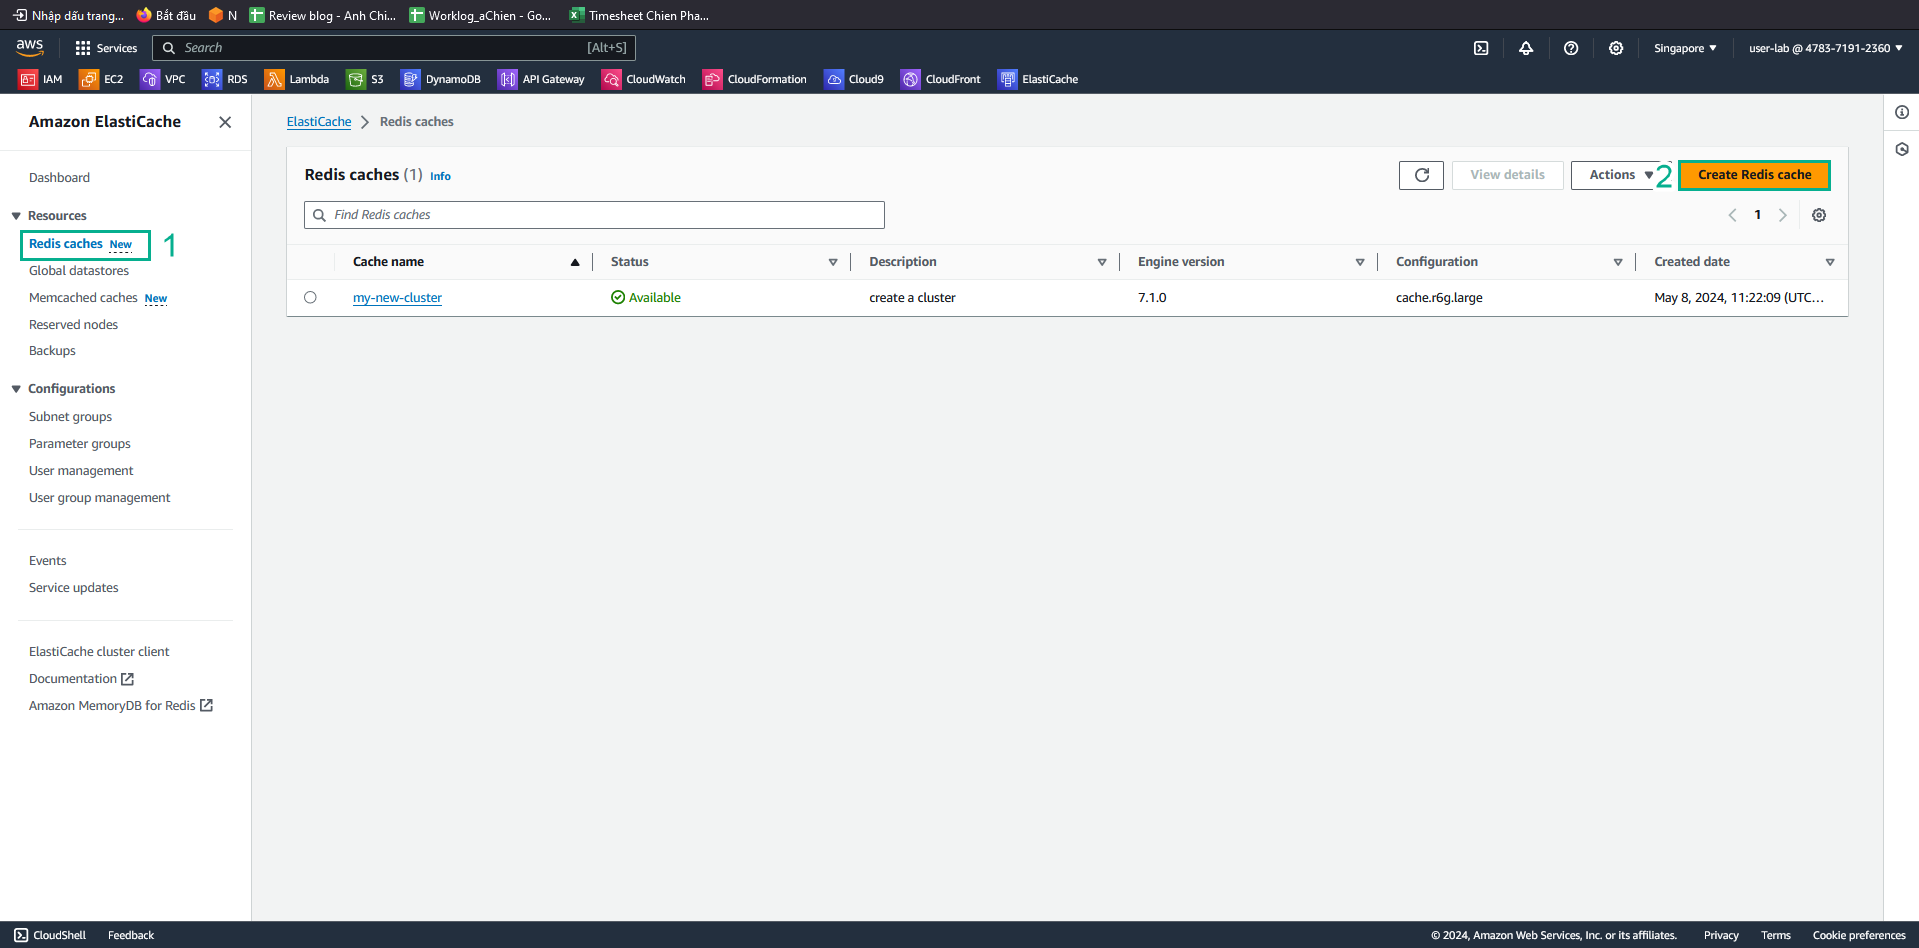 Nhập dấu trang... Bắt đầu N Review blog - Anh Chi... Worklog_aChien - Go... Timesheet Chien Pha...
aws Services Search [Alt+S] Singapore user-lab @ 4783-7191-2360
IAM EC2 VPC RDS Lambda S3 DynamoDB API Gateway CloudWatch CloudFormation Cloud9 CloudFront ElastiCache
Amazon ElastiCache
Dashboard
Resources
Redis caches New 1
Global datastores
Memcached caches New
Reserved nodes
Backups
Configurations
Subnet groups
Parameter groups
User management
User group management
Events
Service updates
ElastiCache cluster client
Documentation
Amazon MemoryDB for Redis
ElastiCache Redis caches
Redis caches (1) Info View details Actions 2 Create Redis cache
Find Redis caches 1
Cache name Status Description Engine version Configuration Created date
my-new-cluster Available create a cluster 7.1.0 cache.r6g.large May 8, 2024, 11:22:09 (UTC...
CloudShell Feedback © 2024, Amazon Web Services, Inc. or its affiliates. Privacy Terms Cookie preferences